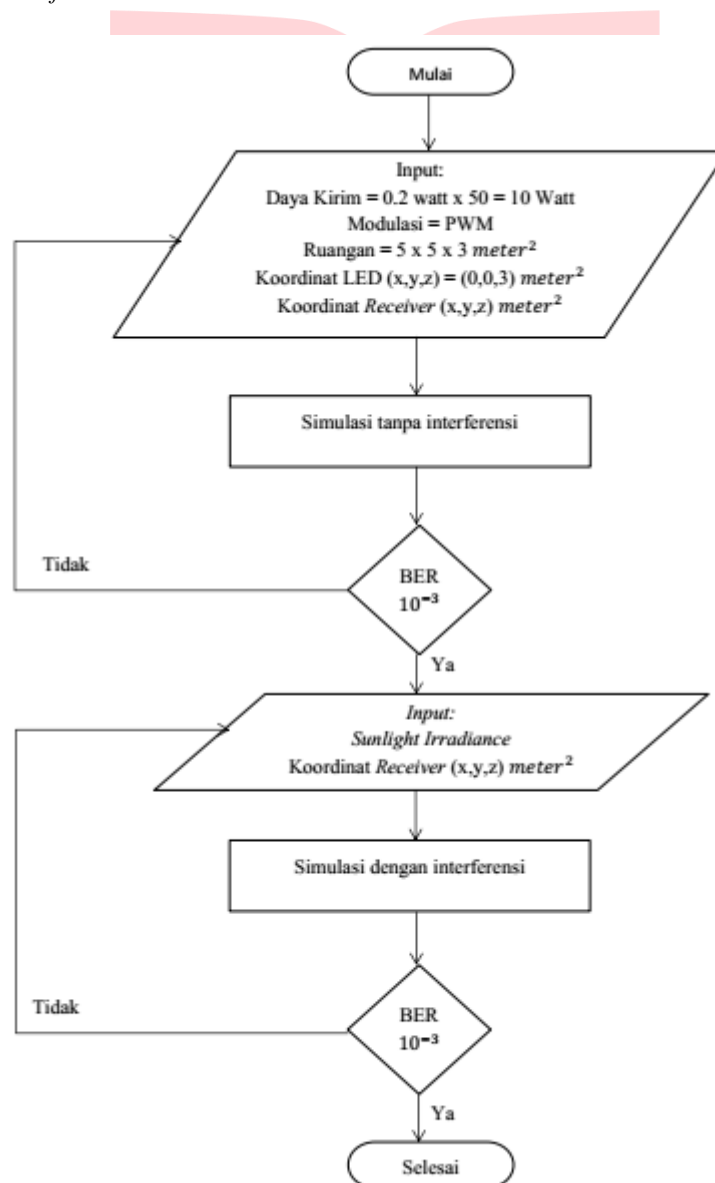 Mulai
Input:
Daya Kirim = 0.2 watt x 50 = 10 Watt
Modulasi = PWM
Ruangan = 5 x 5 x 3 meter²
Koordinat LED (x,y,z) = (0,0,3) meter²
Koordinat Receiver (x,y,z) meter²
Simulasi tanpa interferensi
Tidak
BER
10⁻³
Ya
Input:
Sunlight Irradiance
Koordinat Receiver (x,y,z) meter²
Simulasi dengan interferensi
Tidak
BER
10⁻³
Ya
Selesai